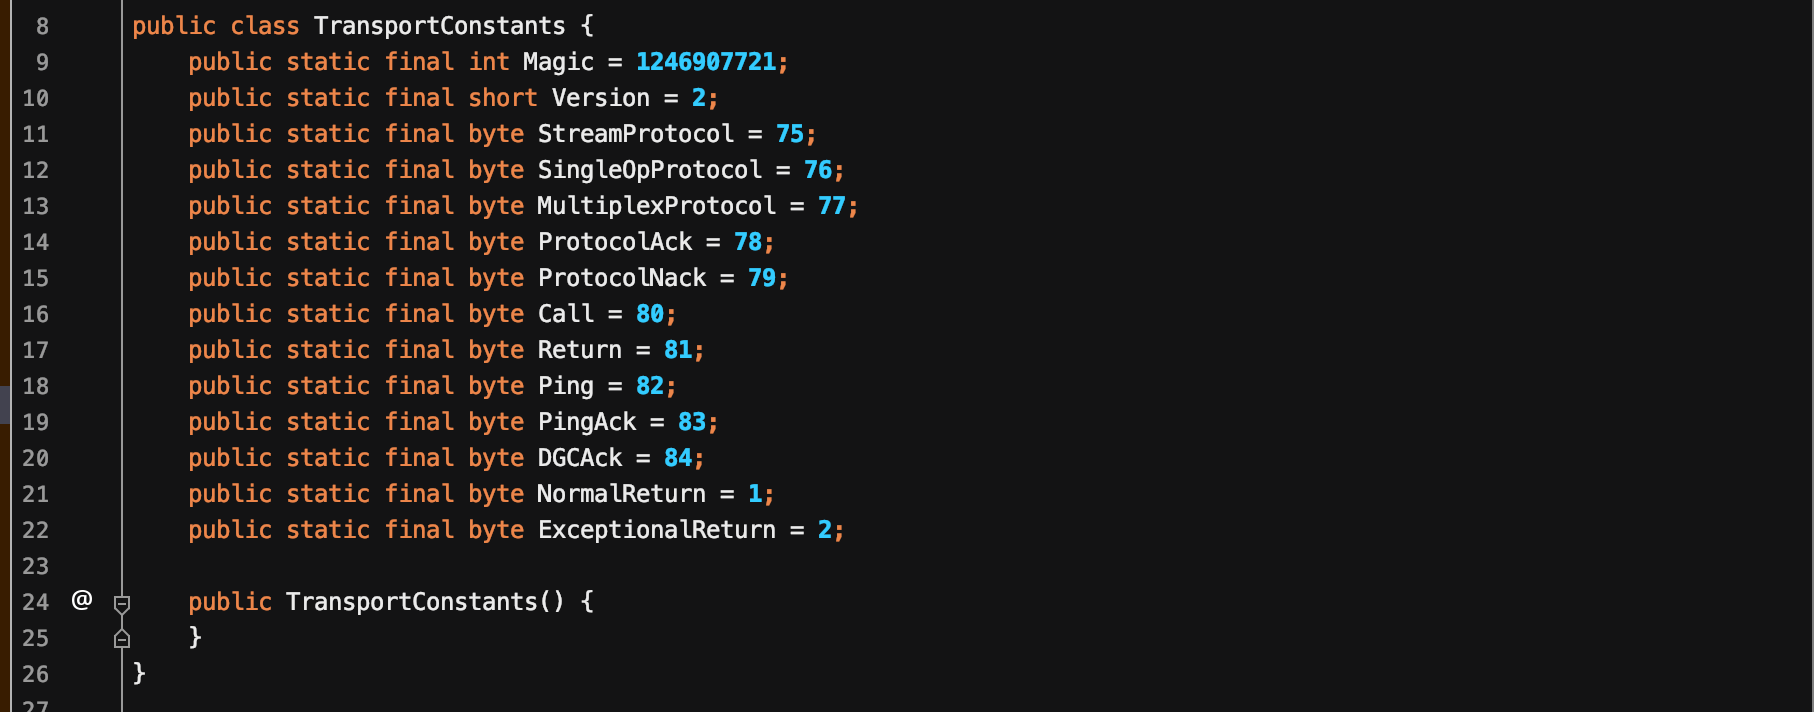 8 public class TransportConstants {
9 public static final int Magic = 1246907721;
10 public static final short Version = 2;
11 public static final byte StreamProtocol = 75;
12 public static final byte SingleOpProtocol = 76;
13 public static final byte MultiplexProtocol = 77;
14 public static final byte ProtocolAck = 78;
15 public static final byte ProtocolNack = 79;
16 public static final byte Call = 80;
17 public static final byte Return = 81;
18 public static final byte Ping = 82;
19 public static final byte PingAck = 83;
20 public static final byte DGCAck = 84;
21 public static final byte NormalReturn = 1;
22 public static final byte ExceptionalReturn = 2;
23
24 @ public TransportConstants() {
25 }
26 }
27